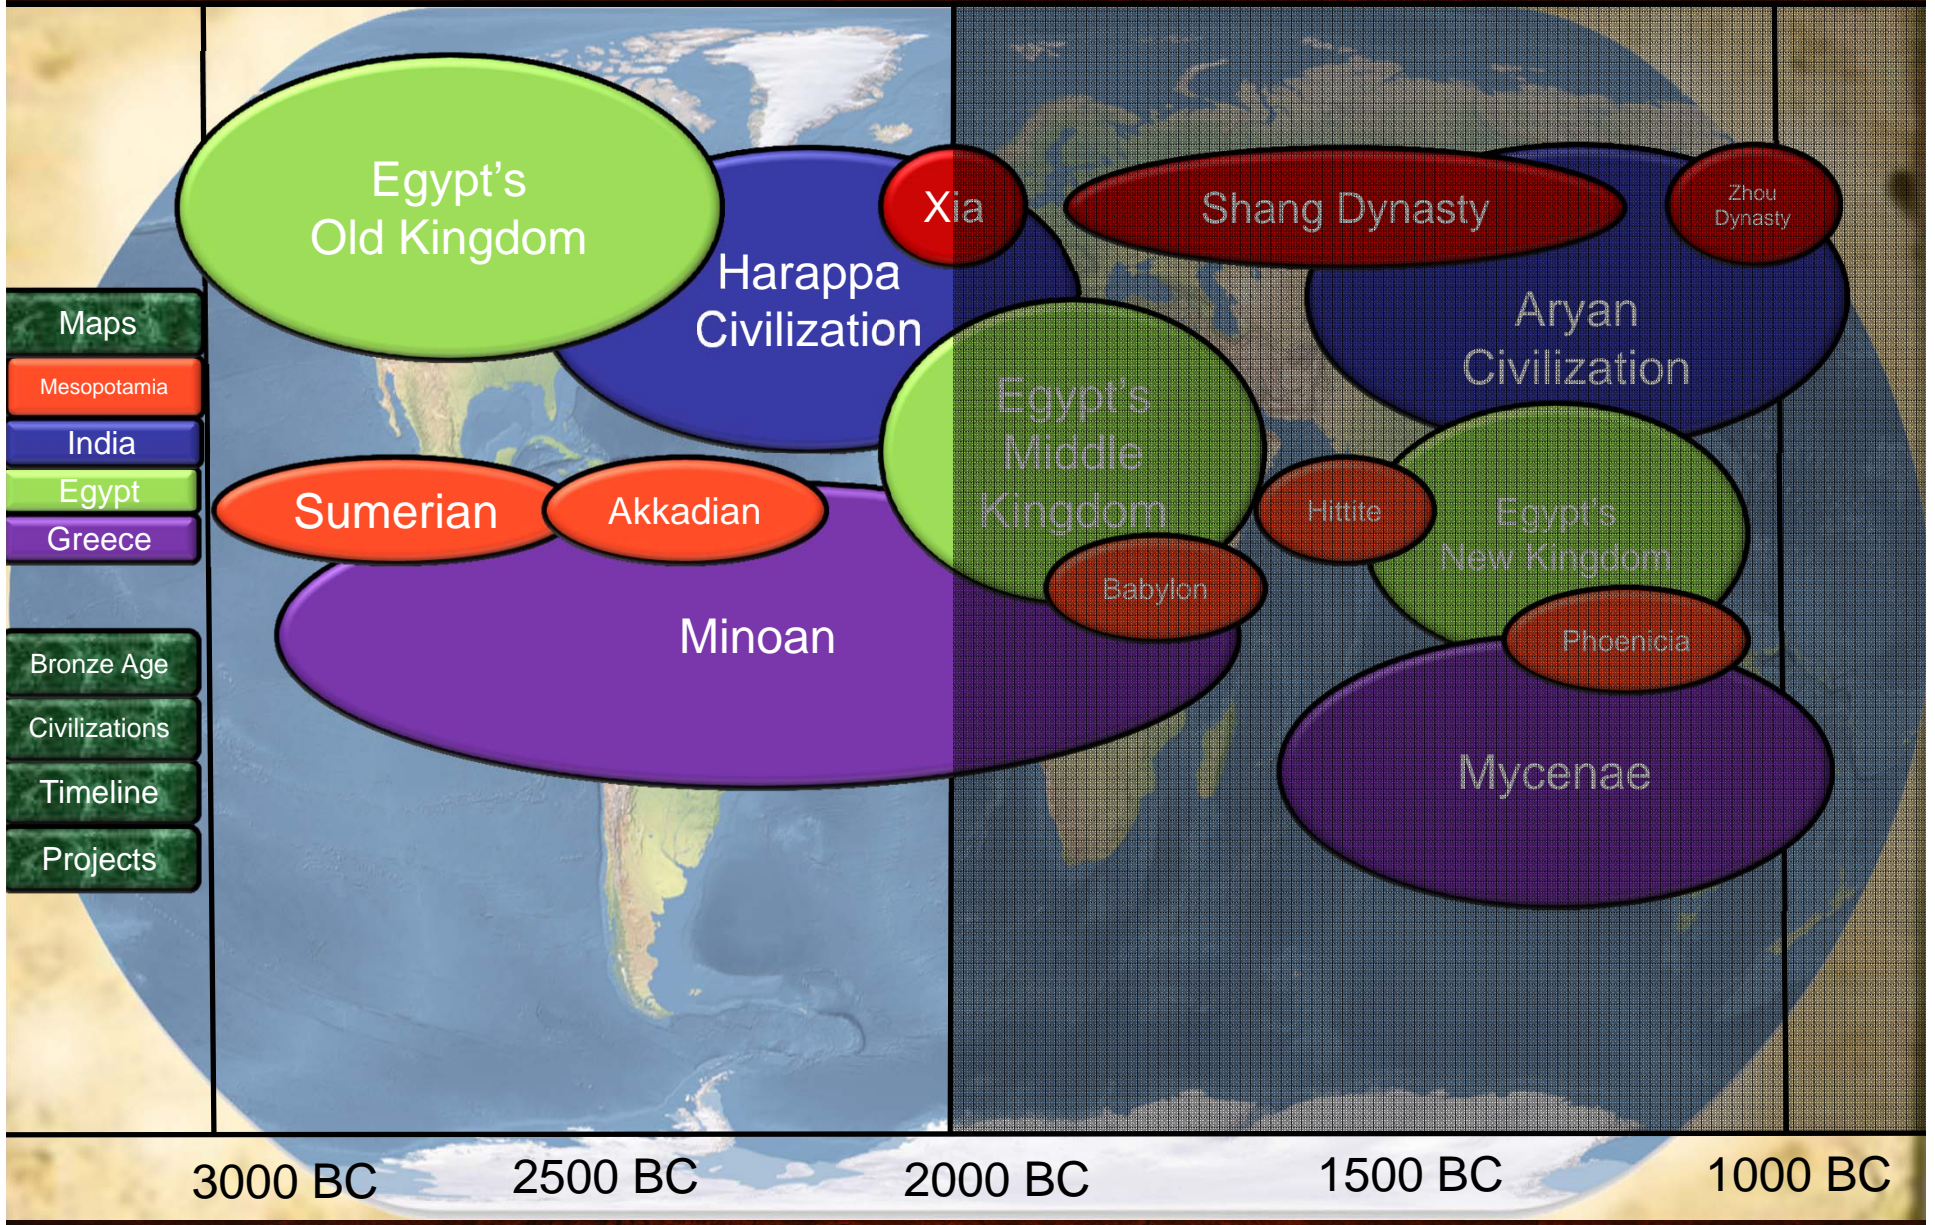 Egypt's
Old Kingdom
Harappa
Civilization
Xia
Shang Dynasty
Zhou
Dynasty
Aryan
Civilization
Maps
Mesopotamia
India
Egypt
Greece
Egypt's
Middle
Kingdom
Sumerian
Akkadian
Hittite
Egypt's
New Kingdom
Babylon
Minoan
Phoenicia
Mycenae
Bronze Age
Civilizations
Timeline
Projects
3000 BC
2500 BC
2000 BC
1500 BC
1000 BC